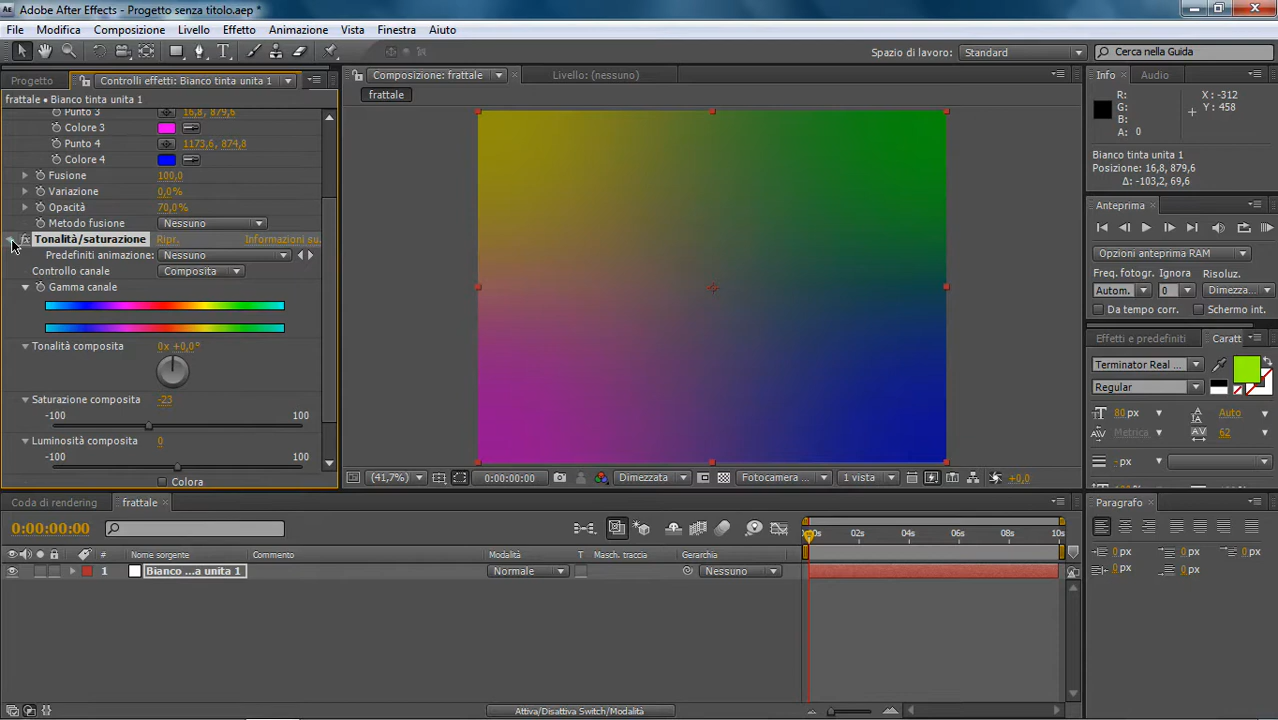 Adobe After Effects - Progetto senza titolo.aep *
File Modifica Composizione Livello Effetto Animazione Vista Finestra Aiuto
Spazio di lavoro: Standard Cerca nella Guida
Progetto Controlli effetti: Bianco tinta unita 1
Composizione: frattale Livello: (nessuno)
Info Audio
frattale • Bianco tinta unita 1
frattale
Punto 3 16,8, 879,6
Colore 3
Punto 4 1173,6, 874,8
Colore 4
Fusione 100,0
Variazione 0,0%
Opacità 70,0%
Metodo fusione Nessuno
Tonalità/saturazione Ripr. Informazioni su.
Predefiniti animazione: Nessuno
Controllo canale Composita
Gamma canale
Tonalità composita 0x +0,0°
Saturazione composita -23
-100 100
Luminosità composita 0
-100 100
Colora
R:
G:
B:
A: 0
X: -312
Y: 458
Bianco tinta unita 1
Posizione: 16,8, 879,6
Δ: -103,2, 69,6
Anteprima
Opzioni anteprima RAM
Freq. fotogr. Ignora Risoluz.
Autom. 0 Dimezza...
Da tempo corr. Schermo int.
Effetti e predefiniti Caratt
Terminator Real ...
Regular
80 px Auto
Metrica 62
- px
(41,7%) 0:00:00:00 Dimezzata Fotocamera ... 1 vista +0,0
Coda di rendering frattale
0:00:00:00
00s 02s 04s 06s 08s 10s
# Nome sorgente Commento Modalità T Masch. traccia Gerarchia
1 Bianco ...a unita 1 Normale Nessuno
Attiva/Disattiva Switch/Modalità
Paragrafo
0 px 0 px 0 px
0 px 0 px